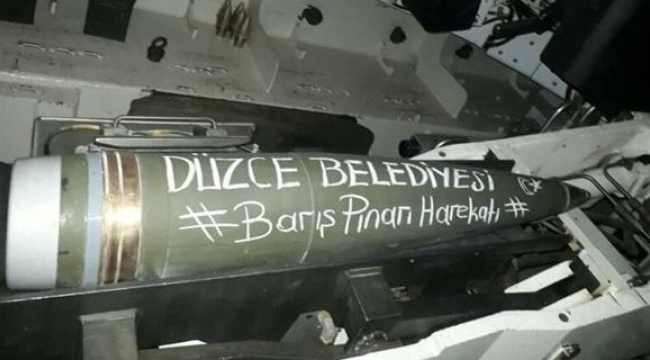 DÜZCE BELEDİYESİ
#Barış Pınarı Harekatı#